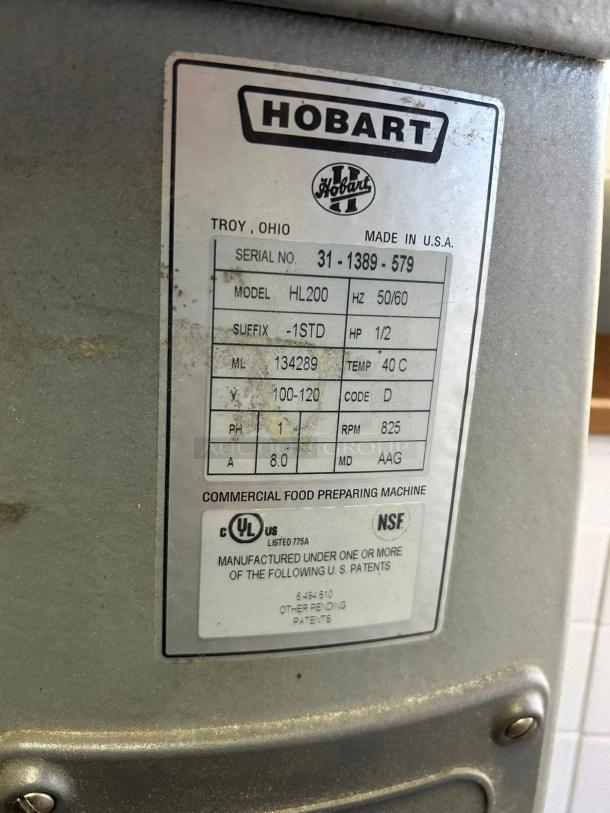 HOBART
Hobart
TROY, OHIO
MADE IN U.S.A.
SERIAL NO. 31 - 1389 - 579
MODEL HL200 HZ 50/60
SUFFIX -1STD HP 1/2
ML 134289 TEMP 40 C
V 100-120 CODE D
PH 1 RPM 825
A 8.0 MD AAG
AUCTION GROUP
COMMERCIAL FOOD PREPARING MACHINE
C UL US
LISTED 775A
NSF
MANUFACTURED UNDER ONE OR MORE
OF THE FOLLOWING U. S. PATENTS
6,494,610
OTHER PENDING
PATENTS